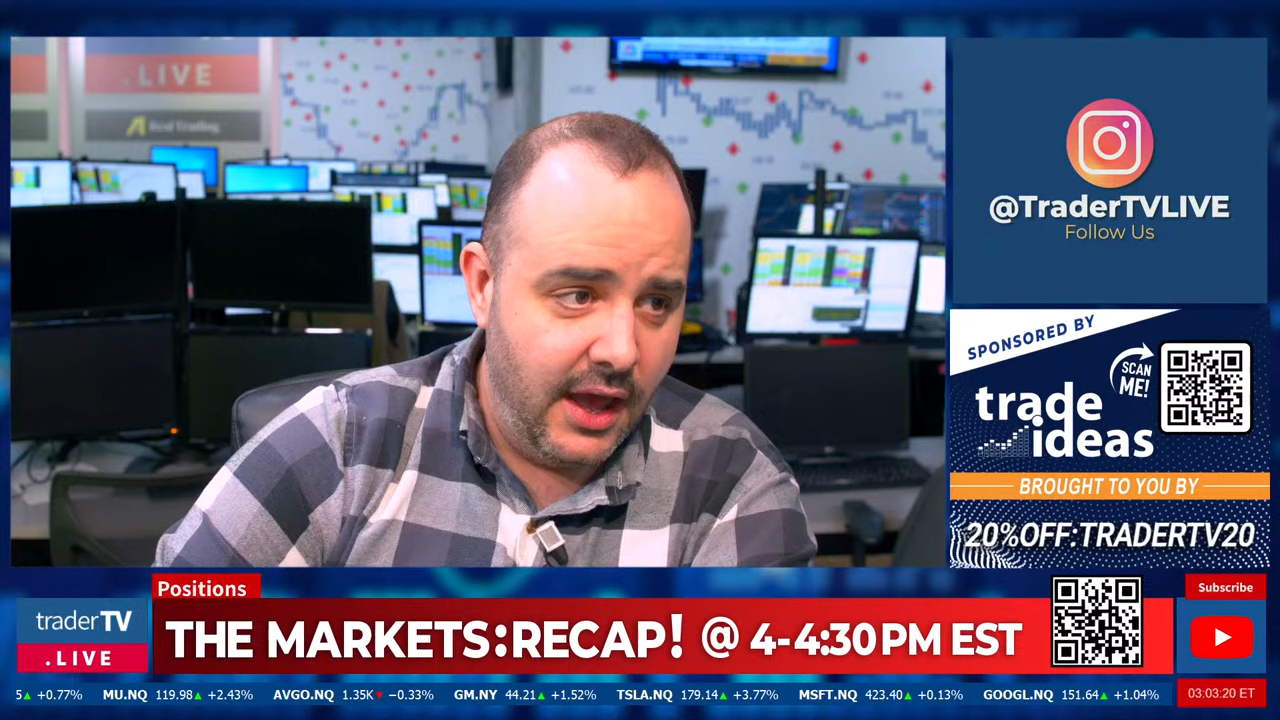 .LIVE
@TraderTVLIVE
Follow Us
SPONSORED BY
SCAN
ME!
trade
ideas
BROUGHT TO YOU BY
20%OFF:TRADERTV20
Positions
Subscribe
traderTV
.LIVE
THE MARKETS:RECAP! @ 4-4:30PM EST
5▲ +0.77% MU.NQ 119.98▲ +2.43% AVGO.NQ 1.35K▼ −0.33% GM.NY 44.21▲ +1.52% TSLA.NQ 179.14▲ +3.77% MSFT.NQ 423.40▲ +0.13% GOOGL.NQ 151.64▲ +1.04%
03:03:20 ET